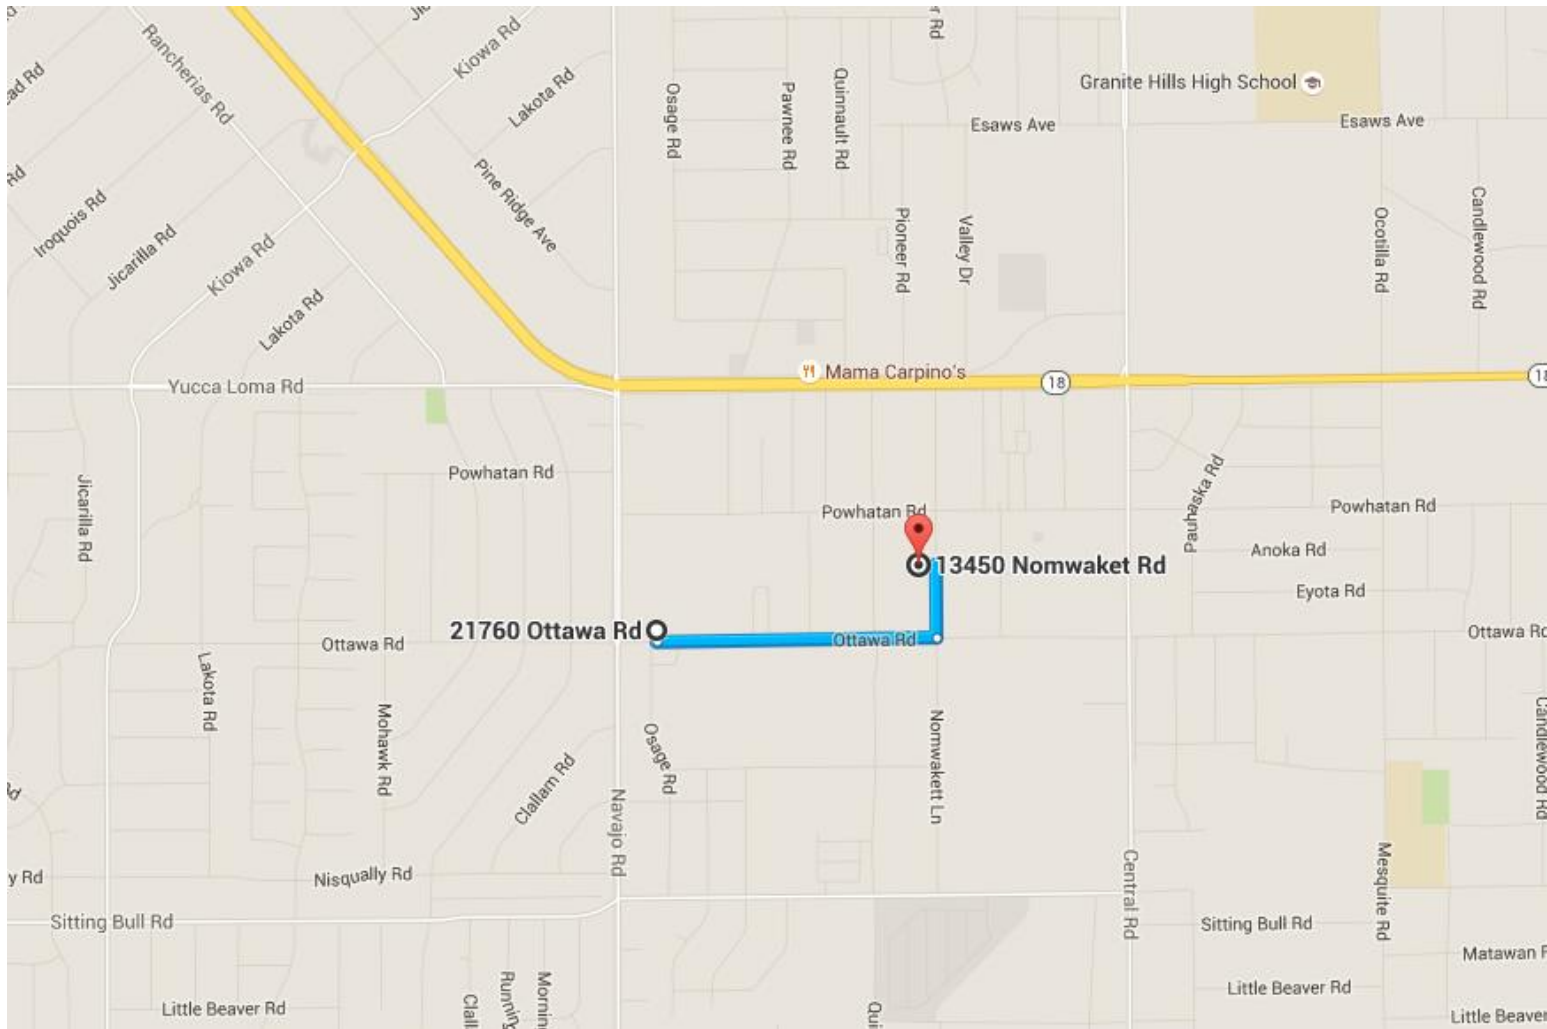 Rancherias Rd
Kiowa Rd
Lakota Rd
Osage Rd
Pawnee Rd
Quinnault Rd
Granite Hills High School
Esaws Ave
Esaws Ave
Iroquois Rd
Jicarilla Rd
Kiowa Rd
Pine Ridge Ave
Lakota Rd
Pioneer Rd
Valley Dr
Ocotilla Rd
Candlewood Rd
Yucca Loma Rd
Mama Carpino's
18
Jicarilla Rd
Powhatan Rd
Powhatan Rd
Pauhaska Rd
Powhatan Rd
Anoka Rd
13450 Nomwaket Rd
Eyota Rd
21760 Ottawa Rd
Ottawa Rd
Ottawa Rd
Ottawa Rd
Lakota Rd
Mohawk Rd
Clallam Rd
Osage Rd
Nomwakett Ln
Candlewood Rd
Navajo Rd
Central Rd
Mesquite Rd
y Rd
Nisqually Rd
Sitting Bull Rd
Sitting Bull Rd
Matawan
Little Beaver Rd
Little Beaver Rd
Little Beaver